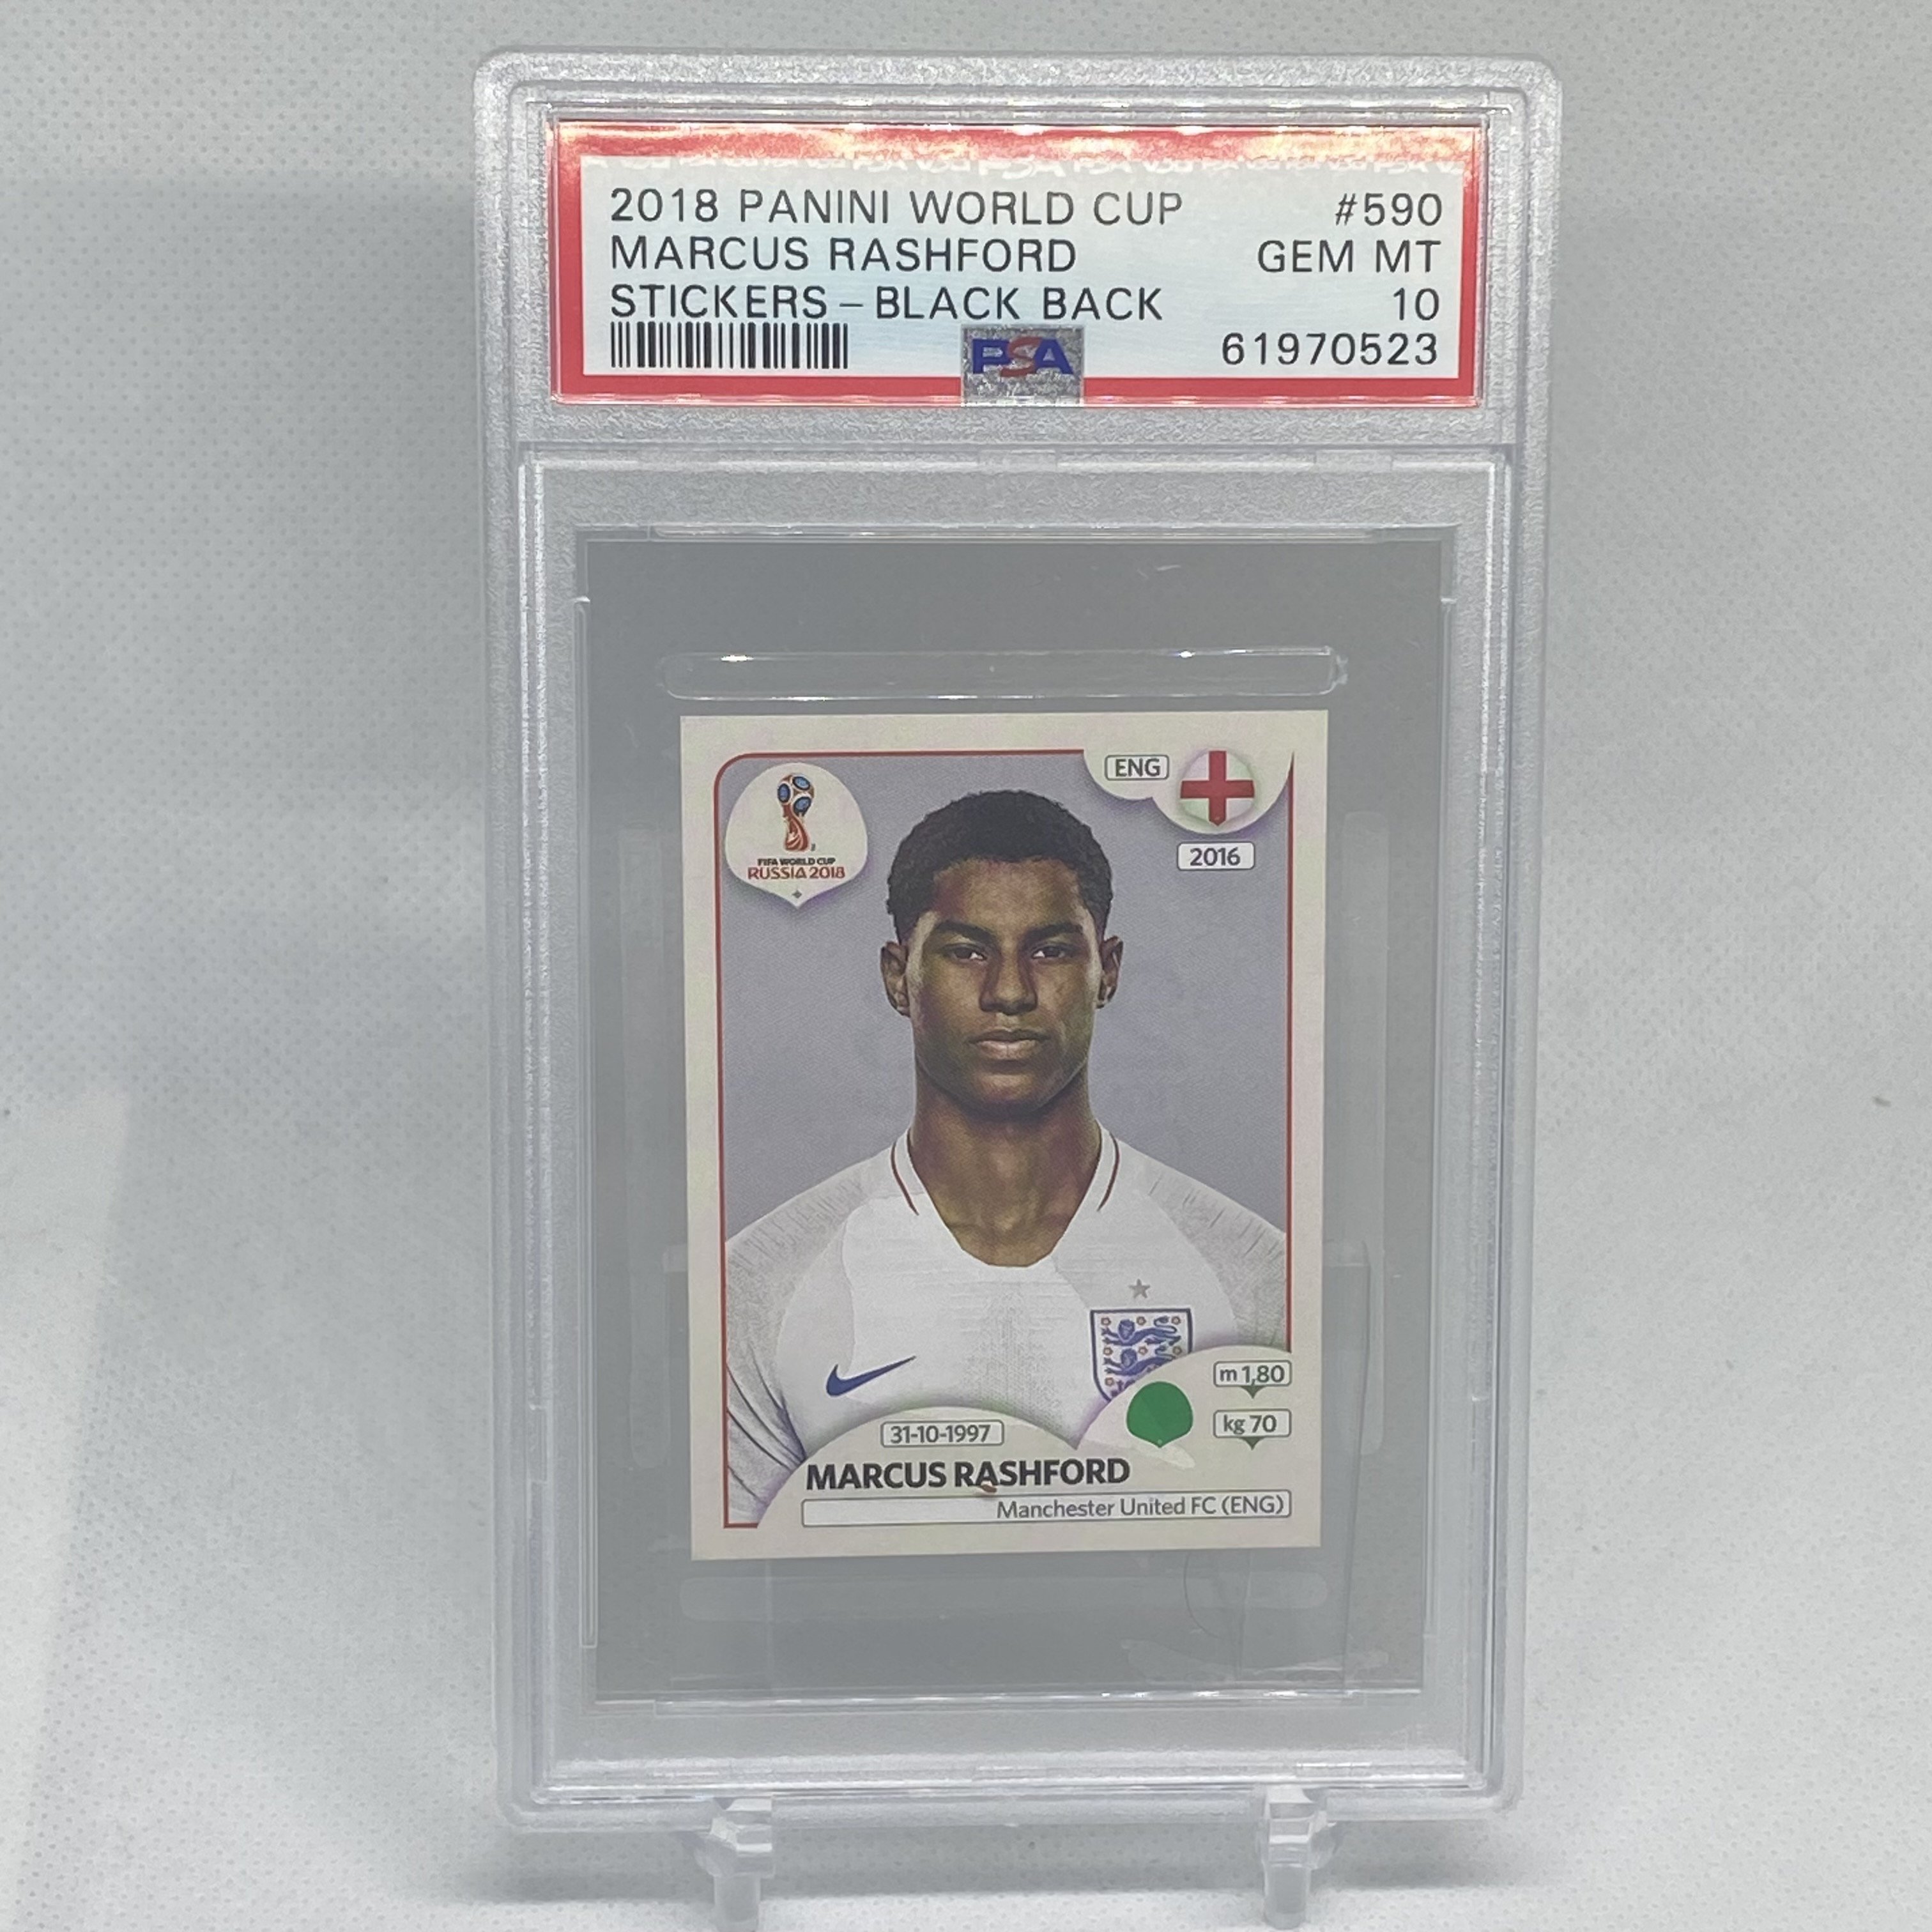 2018 PANINI WORLD CUP #590
MARCUS RASHFORD GEM MT
STICKERS – BLACK BACK 10
PSA 61970523
ENG
FIFA WORLD CUP
RUSSIA 2018
2016
m 1,80
kg 70
31-10-1997
MARCUS RASHFORD
Manchester United FC (ENG)